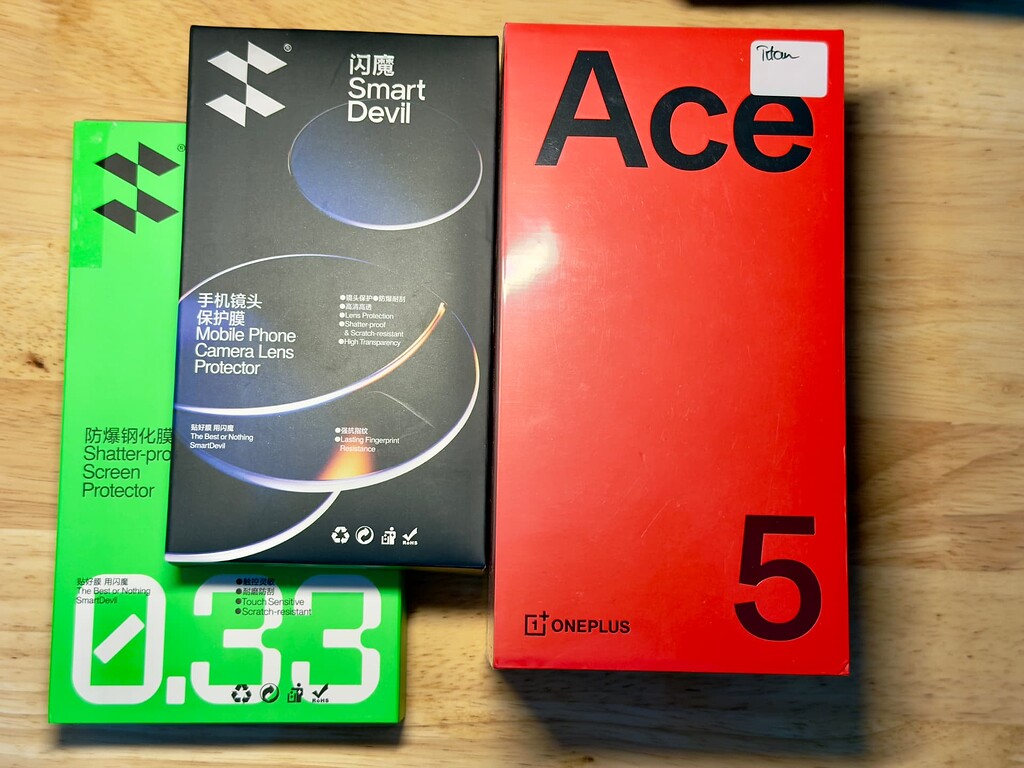 闪魔
Smart
Devil
®
手机镜头
保护膜
Mobile Phone
Camera Lens
Protector
●镜头保护●防爆耐刮
●高清高透
●Lens Protection
●Shatter-proof
& Scratch-resistant
●High Transparency
贴好膜 用闪魔
The Best or Nothing
SmartDevil
●强抗指纹
●Lasting Fingerprint
Resistance
RoHS
®
防爆钢化膜
Shatter-pro
Screen
Protector
贴好膜 用闪魔
The Best or Nothing
SmartDevil
●触控灵敏
●耐磨防刮
●Touch Sensitive
●Scratch-resistant
0.33
RoHS
Titan
Ace
5
1+ ONEPLUS